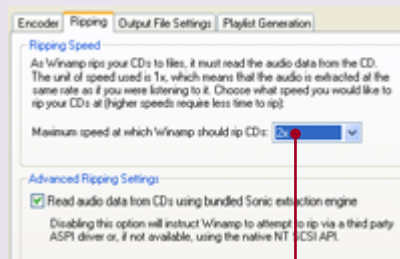 Encoder Ripping Output File Settings Playlist Generation
Ripping Speed
As Winamp rips your CDs to files, it must read the audio data from the CD.
The unit of speed used is 1x, which means that the audio is extracted at the
same rate as if you were listening to it. Choose what speed you would like to
rip your CDs at (higher speeds require less time to rip):
Maximum speed at which Winamp should rip CDs: 2x
Advanced Ripping Settings
Read audio data from CDs using bundled Sonic extraction engine
Disabling this option will instruct Winamp to attempt to rip via a third party
ASPI driver or, if not available, using the native NT SCSI API.